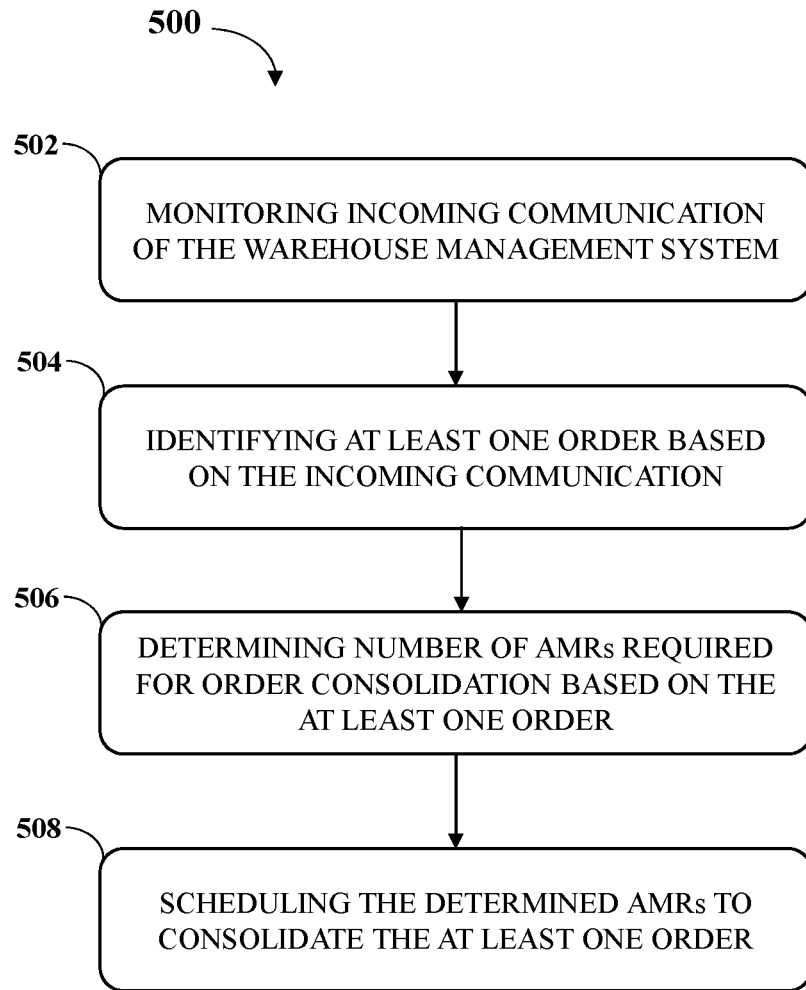 500
502
MONITORING INCOMING COMMUNICATION
OF THE WAREHOUSE MANAGEMENT SYSTEM
504
IDENTIFYING AT LEAST ONE ORDER BASED
ON THE INCOMING COMMUNICATION
506
DETERMINING NUMBER OF AMRs REQUIRED
FOR ORDER CONSOLIDATION BASED ON THE
AT LEAST ONE ORDER
508
SCHEDULING THE DETERMINED AMRs TO
CONSOLIDATE THE AT LEAST ONE ORDER